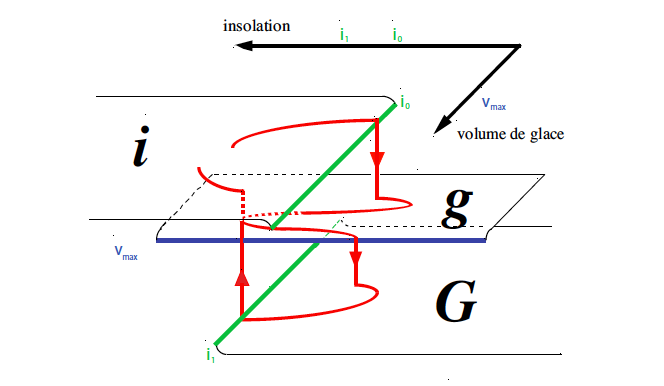 insolation
i₁ i₀
i₀
Vmax
volume de glace
i
g
Vmax
G
i₁